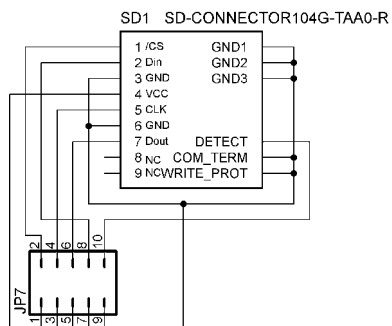 SD1 SD-CONNECTOR104G-TAA0-R
1 /CS GND1
2 Din GND2
3 GND GND3
4 VCC
5 CLK
6 GND
7 Dout DETECT
8 NC COM_TERM
9 NC WRITE_PROT
2 4 6 8 10
JP7
1 3 5 7 9